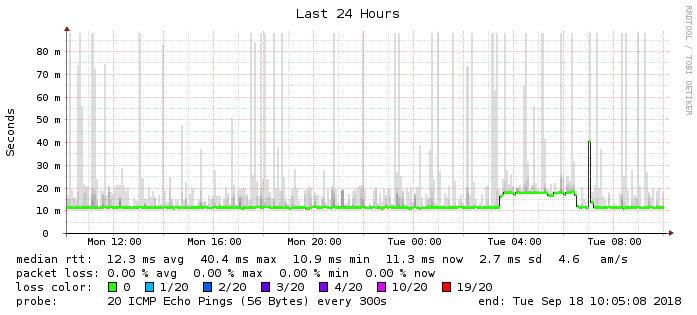 Last 24 Hours
RRDTOOL / TOBI OETIKER
Seconds
80 m
70 m
60 m
50 m
40 m
30 m
20 m
10 m
0
Mon 12:00 Mon 16:00 Mon 20:00 Tue 00:00 Tue 04:00 Tue 08:00
median rtt: 12.3 ms avg 40.4 ms max 10.9 ms min 11.3 ms now 2.7 ms sd 4.6 am/s
packet loss: 0.00 % avg 0.00 % max 0.00 % min 0.00 % now
loss color: 0 1/20 2/20 3/20 4/20 10/20 19/20
probe: 20 ICMP Echo Pings (56 Bytes) every 300s end: Tue Sep 18 10:05:08 2018